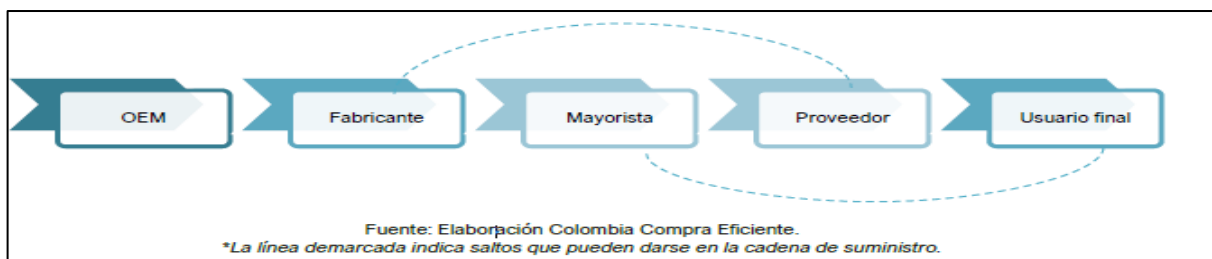 OEM
Fabricante
Mayorista
Proveedor
Usuario final
Fuente: Elaboración Colombia Compra Eficiente.
*La línea demarcada indica saltos que pueden darse en la cadena de suministro.